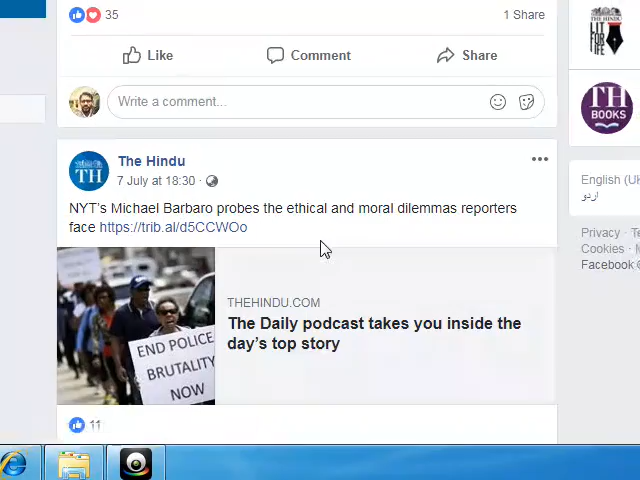 35
1 Share
Like
Comment
Share
Write a comment...
THE HINDU
LIT
FOR
LIFE
TH
BOOKS
TH
The Hindu
7 July at 18:30
NYT's Michael Barbaro probes the ethical and moral dilemmas reporters
face https://trib.al/d5CCWOo
THEHINDU.COM
The Daily podcast takes you inside the
day's top story
END POLICE
BRUTALITY
NOW
11
English (UK
اردو
Privacy ·
Cookies ·
Facebook ©